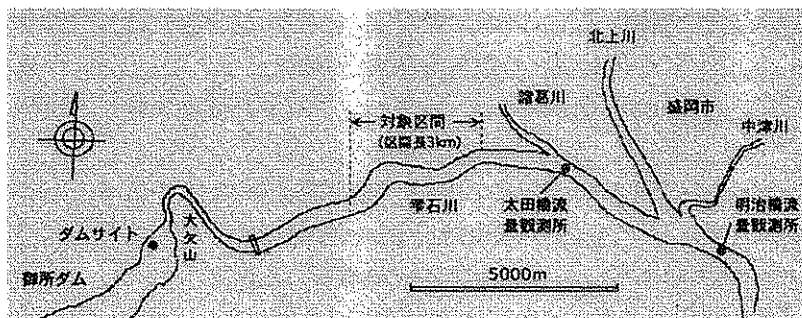 北上川
諸葛川
盛岡市
対象区間
(区間長3km)
中津川
雫石川
太田橋流
量観測所
明治橋流
量観測所
ダムサイト
大欠山
御所ダム
5000m